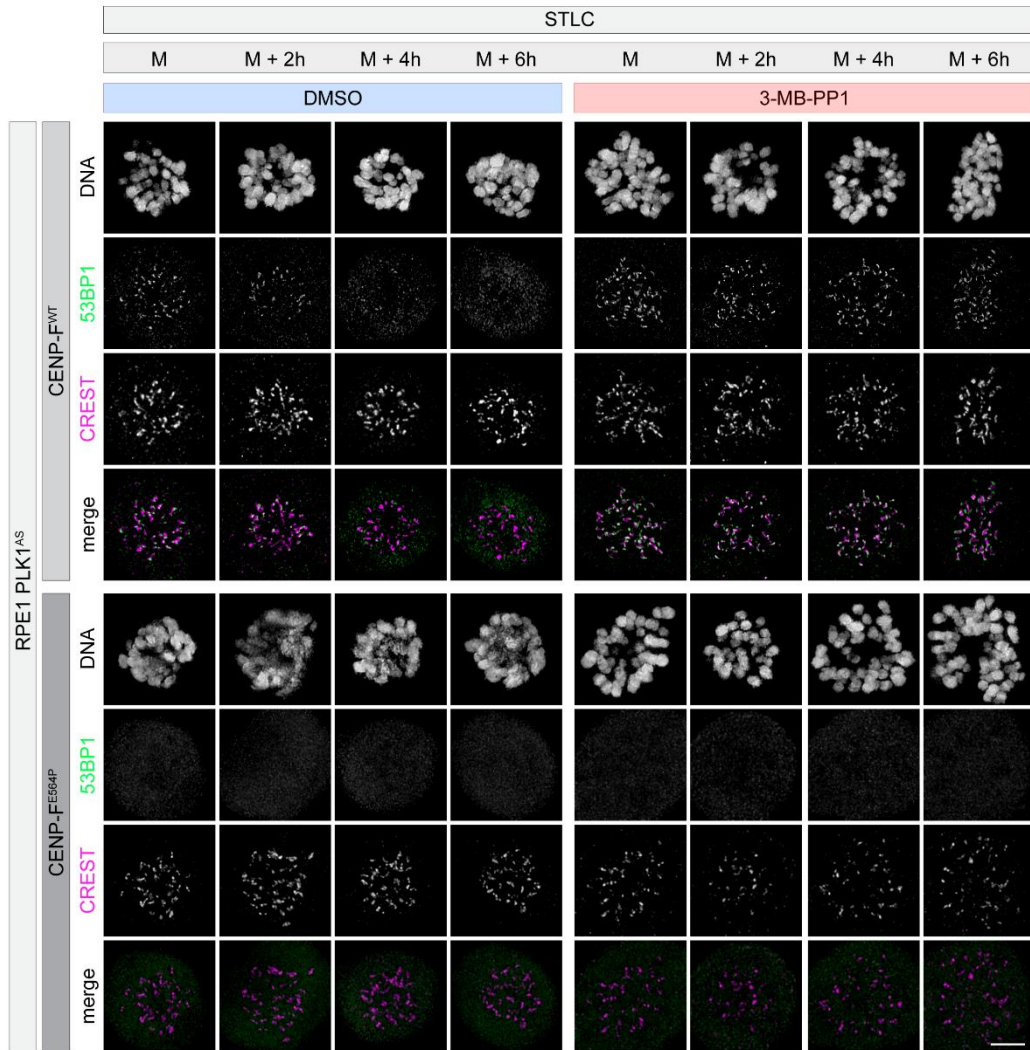 STLC
M M + 2h M + 4h M + 6h M M + 2h M + 4h M + 6h
DMSO 3-MB-PP1
RPE1 PLK1ᴬˢ
CENP-Fᵂᵀ
DNA
53BP1
CREST
merge
CENP-Fᴱ⁵⁶⁴ᴾ
DNA
53BP1
CREST
merge